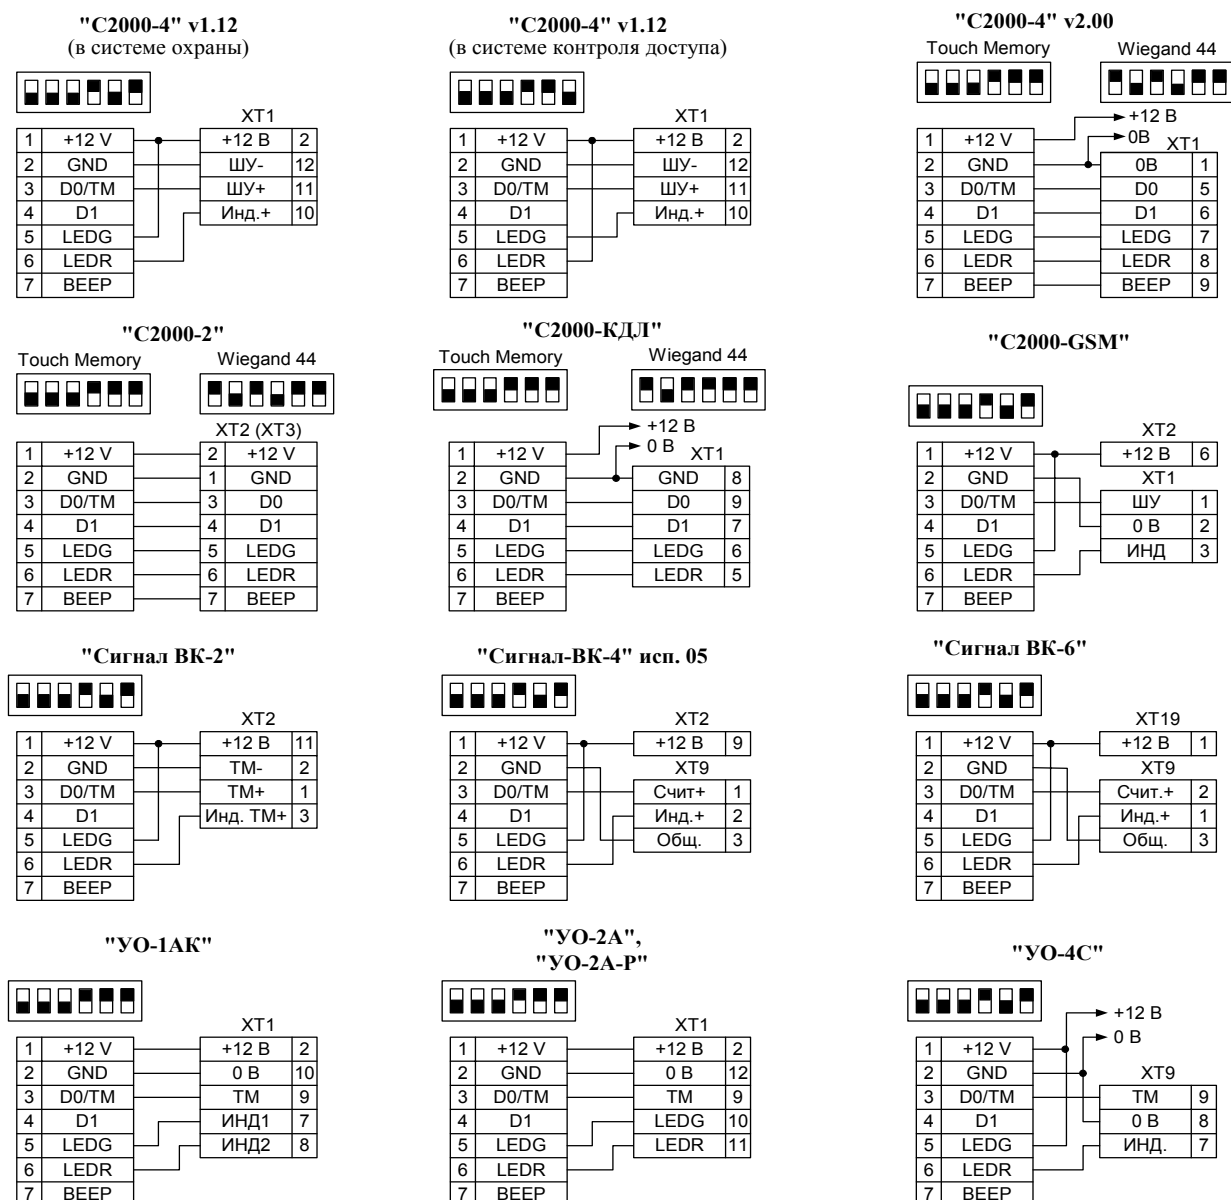 "С2000-4" v1.12
(в системе охраны)
XT1
1 +12 V +12 В 2
2 GND ШУ- 12
3 D0/TM ШУ+ 11
4 D1 Инд.+ 10
5 LEDG
6 LEDR
7 BEEP
"С2000-4" v1.12
(в системе контроля доступа)
XT1
1 +12 V +12 В 2
2 GND ШУ- 12
3 D0/TM ШУ+ 11
4 D1 Инд.+ 10
5 LEDG
6 LEDR
7 BEEP
"С2000-4" v2.00
Touch Memory Wiegand 44
+12 В
0В
XT1
1 +12 V
2 GND 0В 1
3 D0/TM D0 5
4 D1 D1 6
5 LEDG LEDG 7
6 LEDR LEDR 8
7 BEEP BEEP 9
"С2000-2"
Touch Memory Wiegand 44
XT2 (XT3)
1 +12 V 2 +12 V
2 GND 1 GND
3 D0/TM 3 D0
4 D1 4 D1
5 LEDG 5 LEDG
6 LEDR 6 LEDR
7 BEEP 7 BEEP
"С2000-КДЛ"
Touch Memory Wiegand 44
+12 В
0 В
XT1
1 +12 V
2 GND GND 8
3 D0/TM D0 9
4 D1 D1 7
5 LEDG LEDG 6
6 LEDR LEDR 5
7 BEEP
"С2000-GSM"
XT2
1 +12 V +12 В 6
2 GND XT1
3 D0/TM ШУ 1
4 D1 0 В 2
5 LEDG ИНД 3
6 LEDR
7 BEEP
"Сигнал ВК-2"
XT2
1 +12 V +12 В 11
2 GND ТМ- 2
3 D0/TM ТМ+ 1
4 D1 Инд. ТМ+ 3
5 LEDG
6 LEDR
7 BEEP
"Сигнал-ВК-4" исп. 05
XT2
1 +12 V +12 В 9
2 GND XT9
3 D0/TM Счит+ 1
4 D1 Инд.+ 2
5 LEDG Общ. 3
6 LEDR
7 BEEP
"Сигнал ВК-6"
XT19
1 +12 V +12 В 1
2 GND XT9
3 D0/TM Счит.+ 2
4 D1 Инд.+ 1
5 LEDG Общ. 3
6 LEDR
7 BEEP
"УО-1АК"
XT1
1 +12 V +12 В 2
2 GND 0 В 10
3 D0/TM ТМ 9
4 D1 ИНД1 7
5 LEDG ИНД2 8
6 LEDR
7 BEEP
"УО-2А",
"УО-2А-Р"
XT1
1 +12 V +12 В 2
2 GND 0 В 12
3 D0/TM ТМ 9
4 D1 LEDG 10
5 LEDG LEDR 11
6 LEDR
7 BEEP
"УО-4С"
+12 В
0 В
1 +12 V
2 GND XT9
3 D0/TM ТМ 9
4 D1 0 В 8
5 LEDG ИНД. 7
6 LEDR
7 BEEP